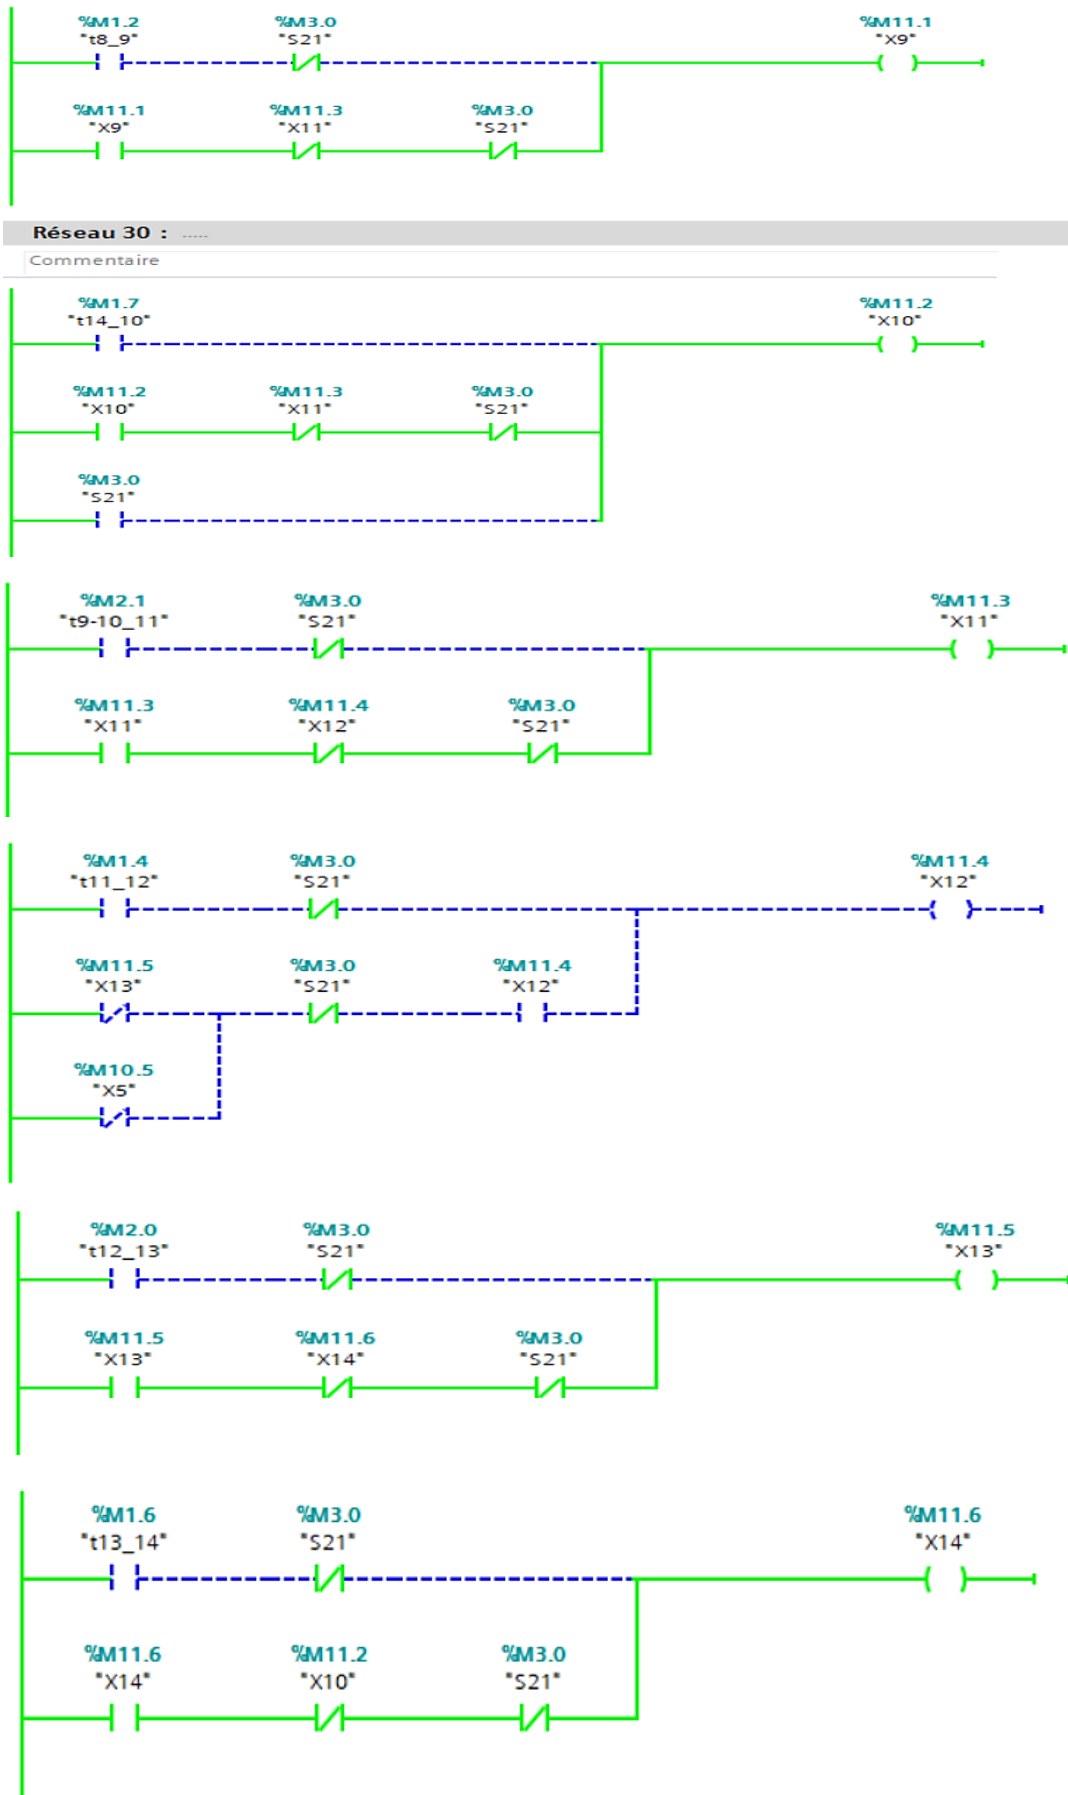 %M1.2 %M3.0 %M11.1
"t8_9" "S21" "X9"
%M11.1 %M11.3 %M3.0
"X9" "X11" "S21"
Réseau 30 : .....
Commentaire
%M1.7 %M11.2
"t14_10" "X10"
%M11.2 %M11.3 %M3.0
"X10" "X11" "S21"
%M3.0
"S21"
%M2.1 %M3.0 %M11.3
"t9-10_11" "S21" "X11"
%M11.3 %M11.4 %M3.0
"X11" "X12" "S21"
%M1.4 %M3.0 %M11.4
"t11_12" "S21" "X12"
%M11.5 %M3.0 %M11.4
"X13" "S21" "X12"
%M10.5
"X5"
%M2.0 %M3.0 %M11.5
"t12_13" "S21" "X13"
%M11.5 %M11.6 %M3.0
"X13" "X14" "S21"
%M1.6 %M3.0 %M11.6
"t13_14" "S21" "X14"
%M11.6 %M11.2 %M3.0
"X14" "X10" "S21"